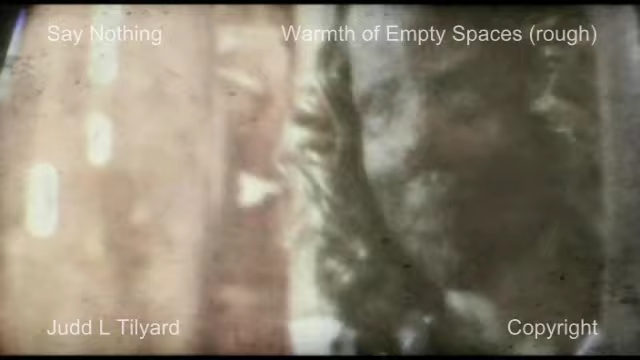 Say Nothing
Warmth of Empty Spaces (rough)
Judd L Tilyard
Copyright